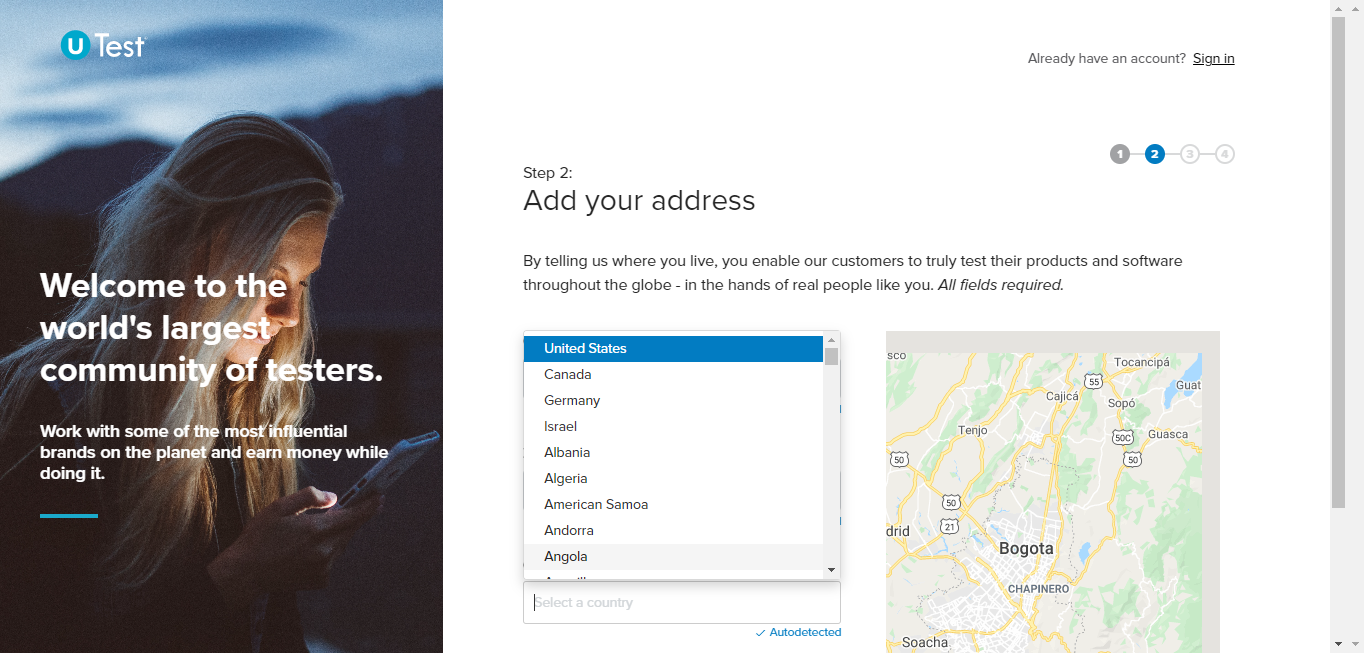 U Test
Already have an account? Sign in
1 2 3 4
Step 2:
Add your address
By telling us where you live, you enable our customers to truly test their products and software
throughout the globe - in the hands of real people like you. All fields required.
Welcome to the
world's largest
community of testers.
Work with some of the most influential
brands on the planet and earn money while
doing it.
United States
Canada
Germany
Israel
Albania
Algeria
American Samoa
Andorra
Angola
Select a country
Autodetected
sco
Tocancipá
55
Guat
Cajicá
Sopó
Tenjo
50C
Guasca
50
50
50
21
drid
Bogota
CHAPINERO
Soacha